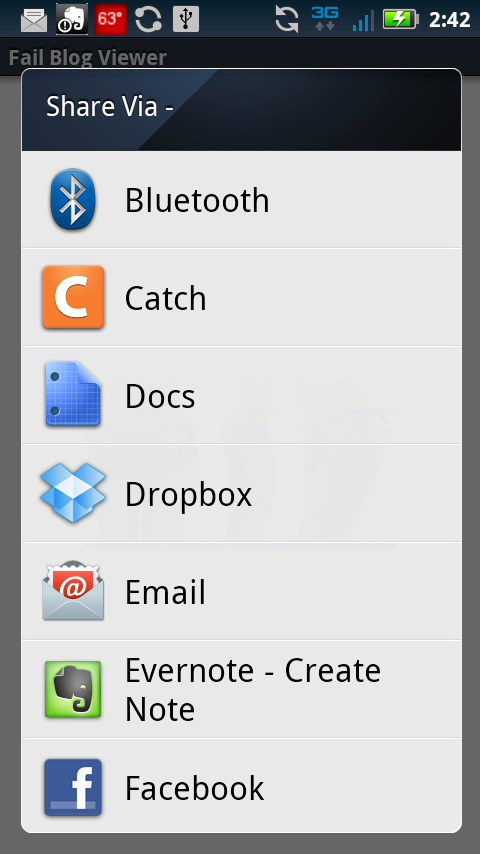 63° 3G 2:42
Fail Blog Viewer
Share Via -
Bluetooth
C Catch
Docs
Dropbox
@ Email
Evernote - Create
Note
f Facebook